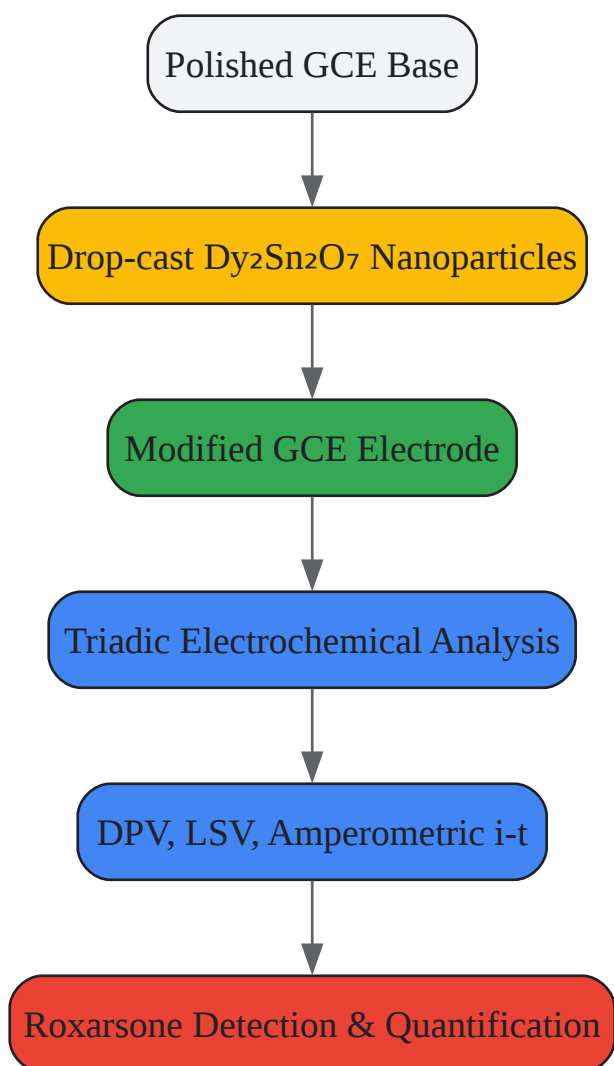 Polished GCE Base
Drop-cast Dy₂Sn₂O₇ Nanoparticles
Modified GCE Electrode
Triadic Electrochemical Analysis
DPV, LSV, Amperometric i-t
Roxarsone Detection & Quantification